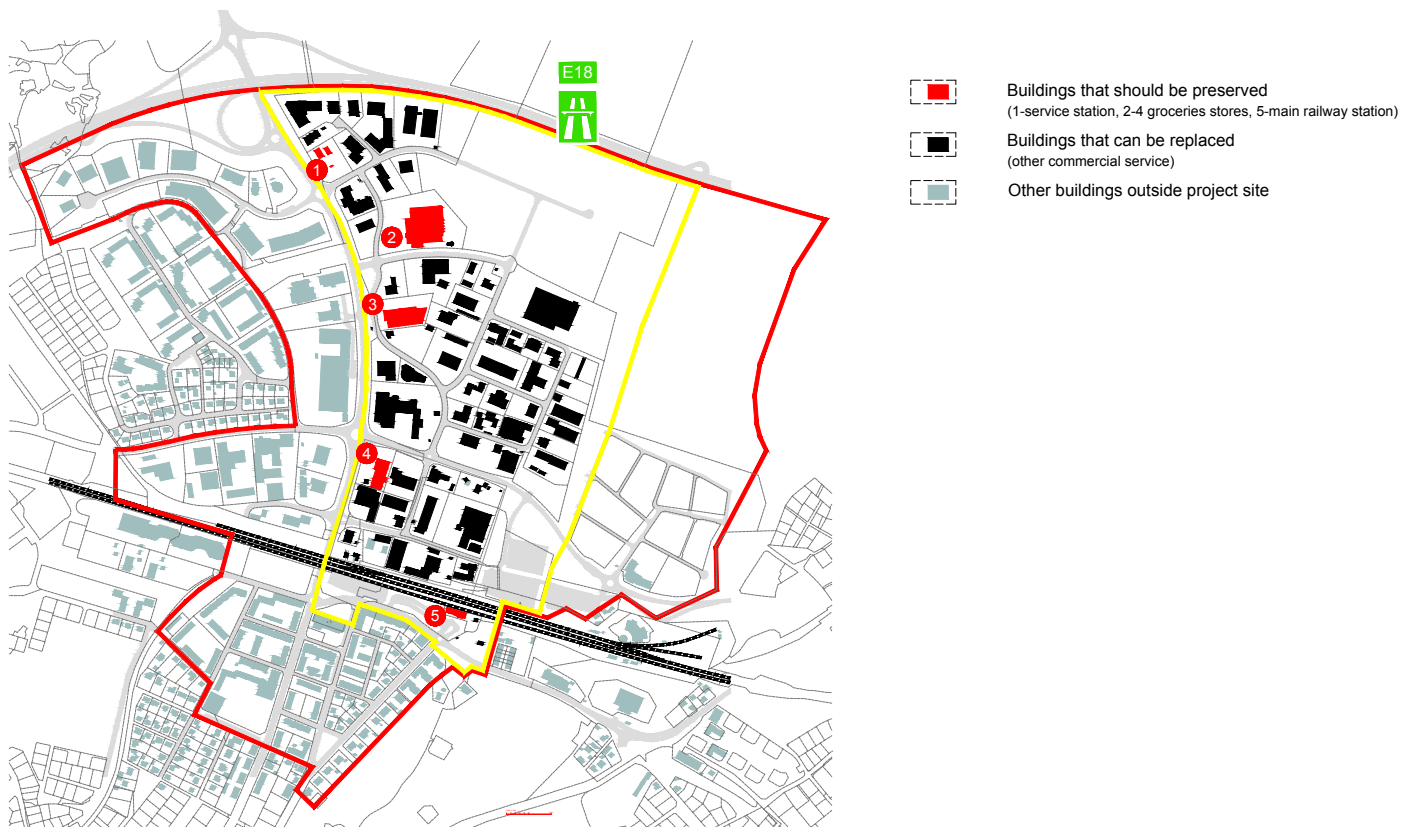 E18
Buildings that should be preserved
(1-service station, 2-4 groceries stores, 5-main railway station)
Buildings that can be replaced
(other commercial service)
Other buildings outside project site
1
2
3
4
5